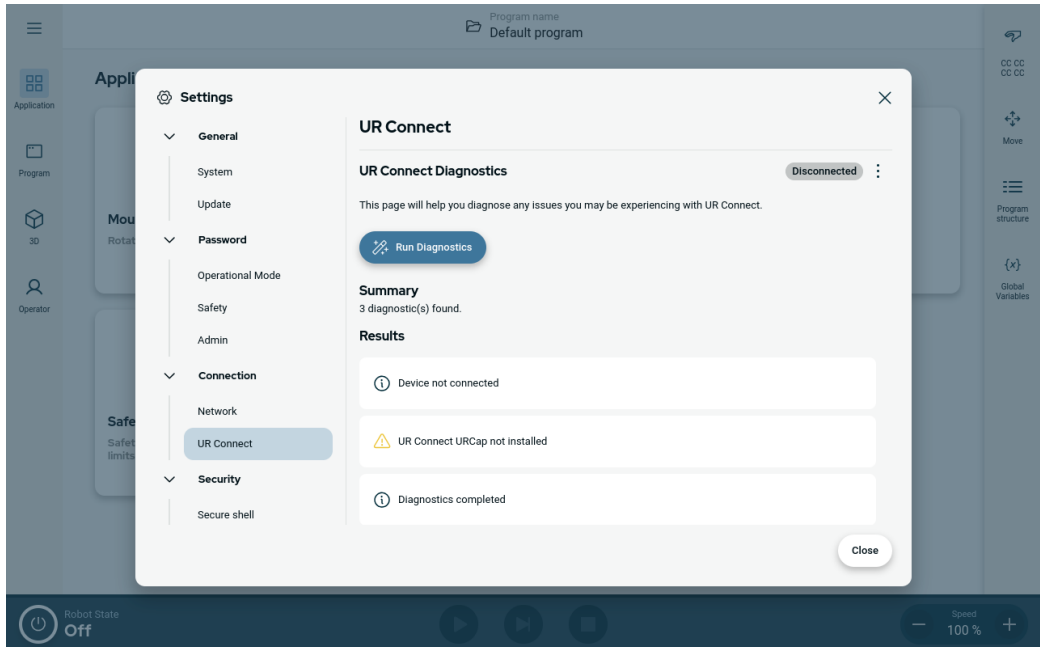 Program name
Default program
Application
Program
3D
Operator
Appli
Mou
Rotat
Safe
Safet
limits
Settings
General
System
Update
Password
Operational Mode
Safety
Admin
Connection
Network
UR Connect
Security
Secure shell
UR Connect
UR Connect Diagnostics
Disconnected
This page will help you diagnose any issues you may be experiencing with UR Connect.
Run Diagnostics
Summary
3 diagnostic(s) found.
Results
Device not connected
UR Connect URCap not installed
Diagnostics completed
Close
CC CC
CC CC
Move
Program
structure
{x}
Global
Variables
Robot State
Off
Speed
100 %